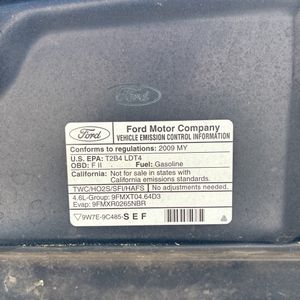 Ford
Ford Motor Company
VEHICLE EMISSION CONTROL INFORMATION
Conforms to regulations: 2009 MY
U.S. EPA: T2B4 LDT4
OBD: F II Fuel: Gasoline
California: Not for sale in states with
California emissions standards.
TWC/HO2S/SFI/HAFS No adjustments needed.
4.6L-Group: 9FMXT04.64D3
Evap: 9FMXR0265NBR
9W7E-9C485- S E F